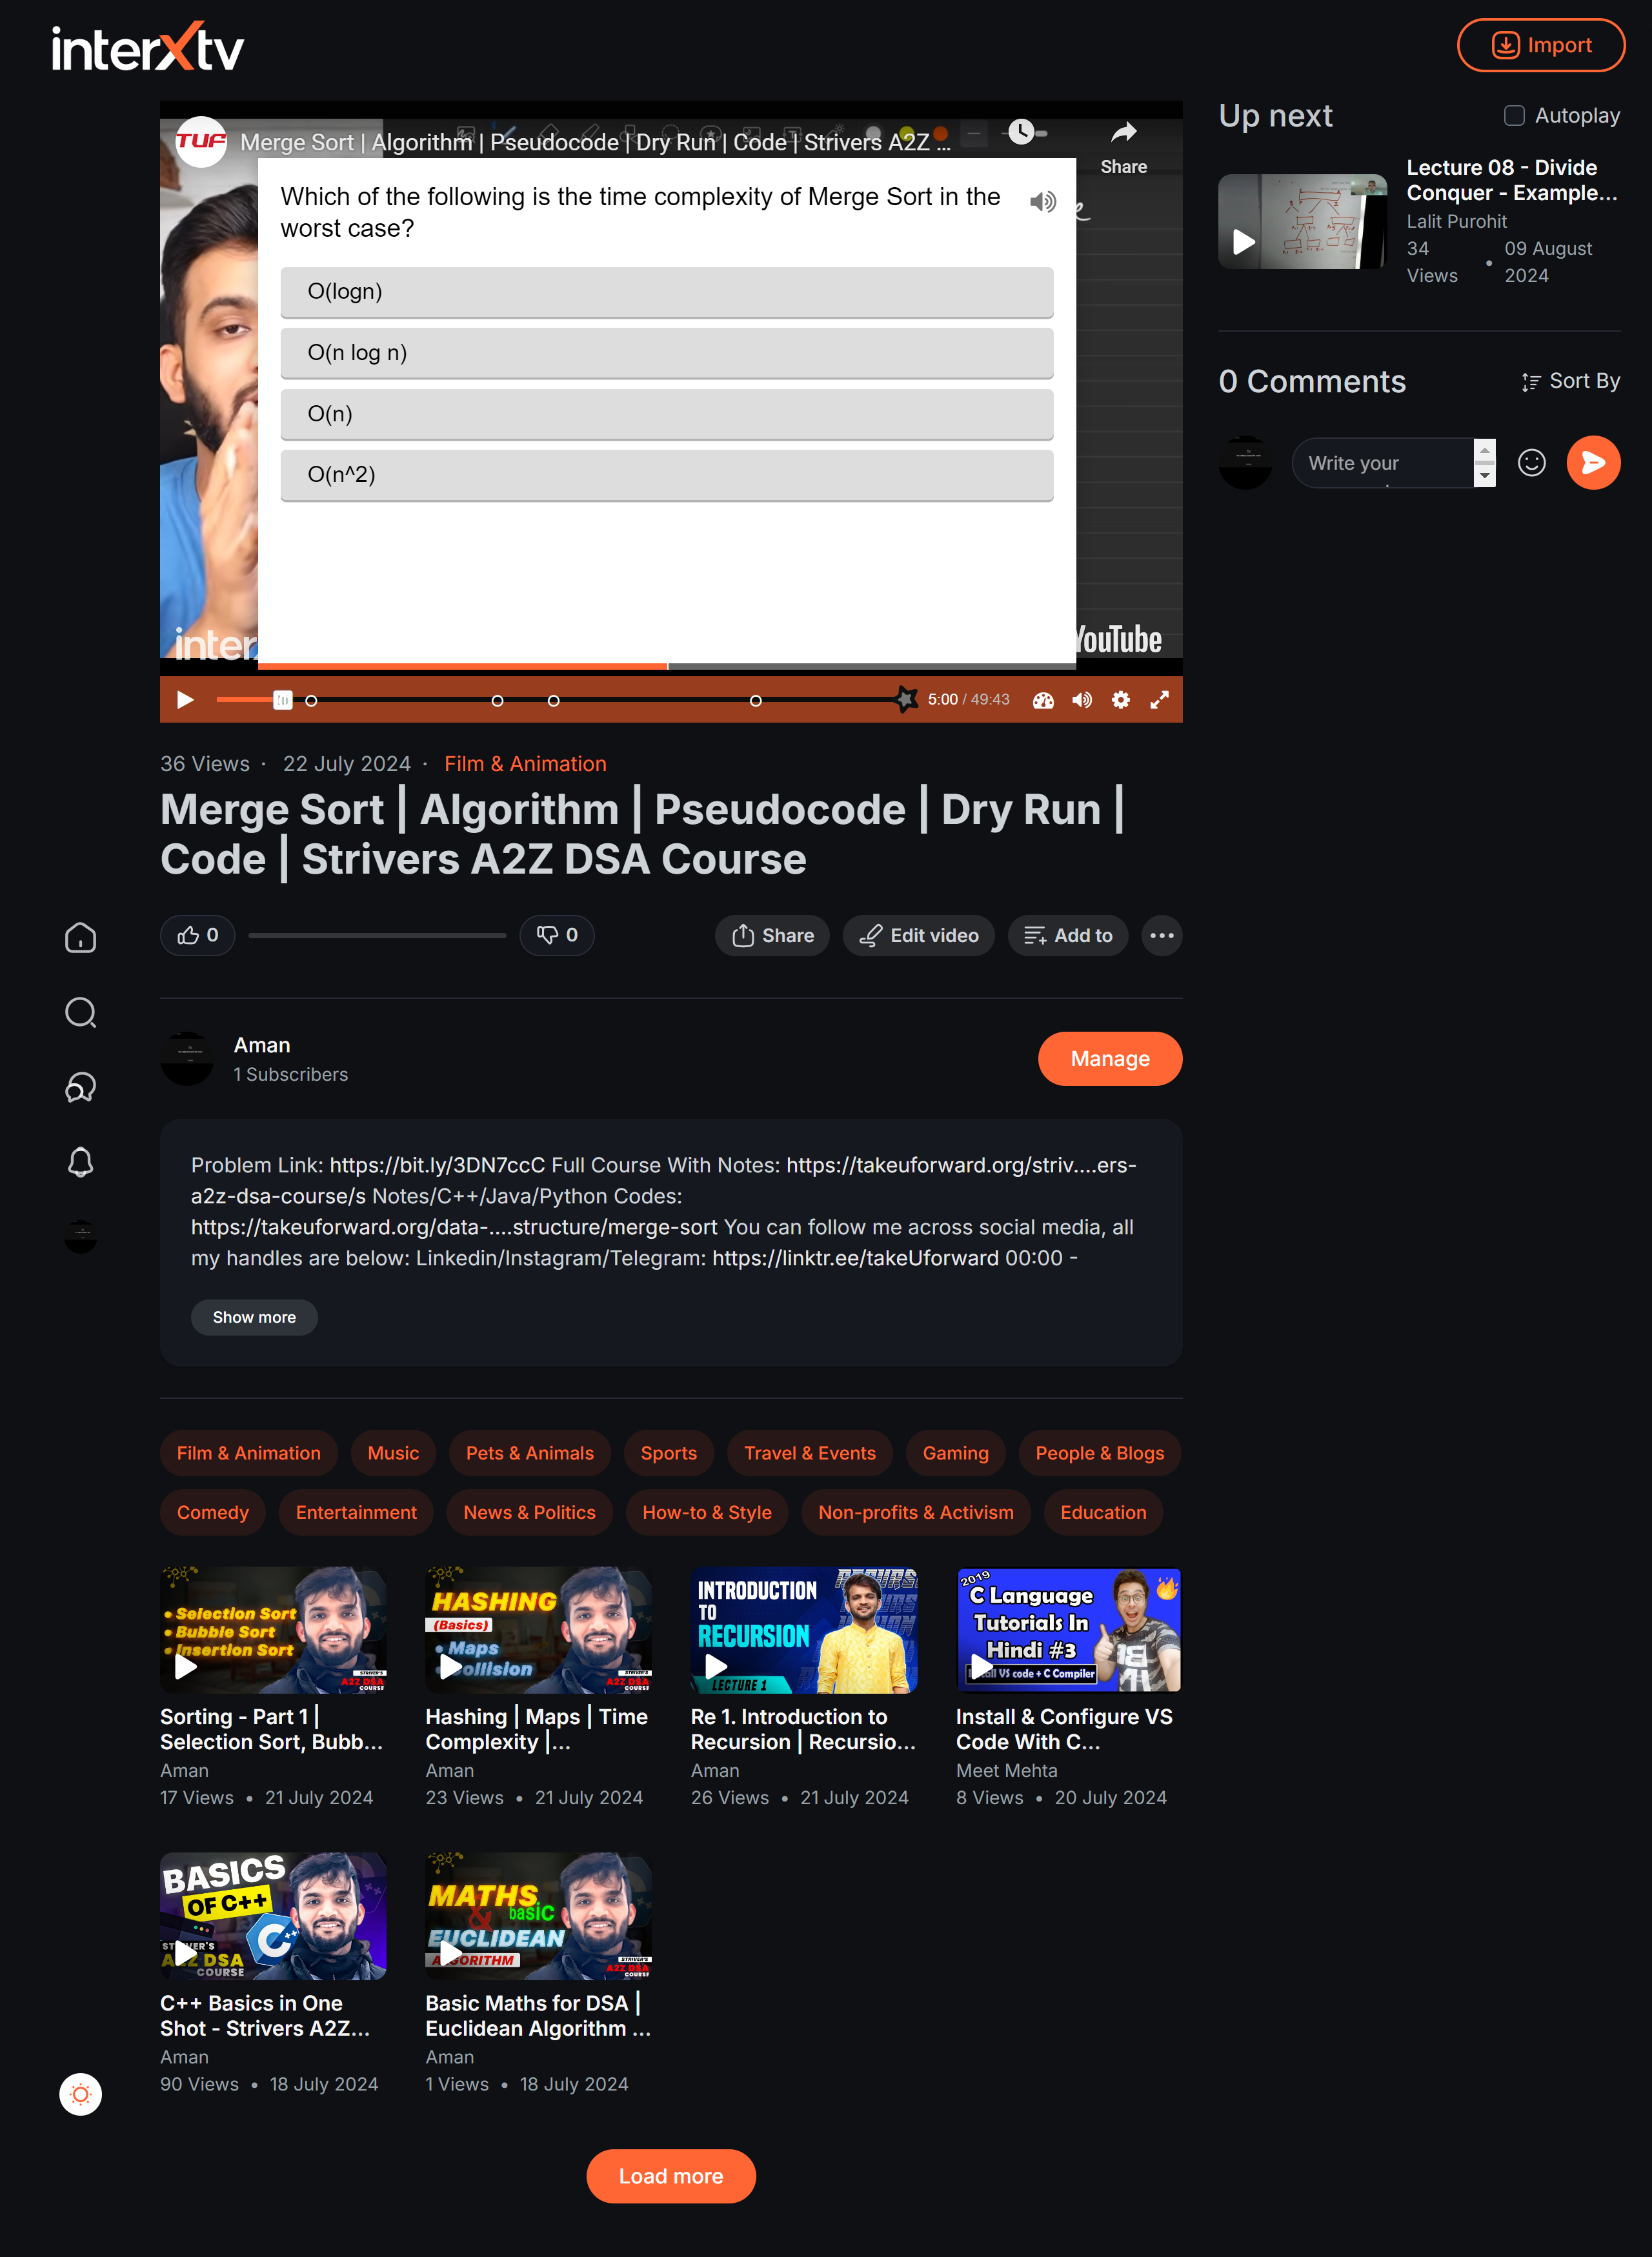 interXtv
Import
TUF
Merge Sort | Algorithm | Pseudocode | Dry Run | Code | Strivers A2Z ...
Share
Which of the following is the time complexity of Merge Sort in the
worst case?
O(logn)
O(n log n)
O(n)
O(n^2)
YouTube
5:00 / 49:43
Up next
Autoplay
Lecture 08 - Divide
Conquer - Example...
Lalit Purohit
34
Views
• 09 August
2024
0 Comments
Sort By
Write your
36 Views · 22 July 2024 · Film & Animation
Merge Sort | Algorithm | Pseudocode | Dry Run |
Code | Strivers A2Z DSA Course
0
0
Share
Edit video
Add to
Aman
1 Subscribers
Manage
Problem Link: https://bit.ly/3DN7ccC Full Course With Notes: https://takeuforward.org/striv....ers-
a2z-dsa-course/s Notes/C++/Java/Python Codes:
https://takeuforward.org/data-....structure/merge-sort You can follow me across social media, all
my handles are below: Linkedin/Instagram/Telegram: https://linktr.ee/takeUforward 00:00 -
Show more
Film & Animation
Music
Pets & Animals
Sports
Travel & Events
Gaming
People & Blogs
Comedy
Entertainment
News & Politics
How-to & Style
Non-profits & Activism
Education
• Selection Sort
• Bubble Sort
• Insertion Sort
STRIVER'S
A2Z DSA
COURSE
Sorting - Part 1 |
Selection Sort, Bubb...
Aman
17 Views • 21 July 2024
HASHING
(Basics)
• Maps
STRIVER'S
A2Z DSA
COURSE
Hashing | Maps | Time
Complexity |...
Aman
23 Views • 21 July 2024
INTRODUCTION
TO
RECURSION
LECTURE 1
Re 1. Introduction to
Recursion | Recursio...
Aman
26 Views • 21 July 2024
2019
C Language
Tutorials In
Hindi #3
VS code + C Compiler
Install & Configure VS
Code With C...
Meet Mehta
8 Views • 20 July 2024
BASICS
OF C++
A2Z DSA
COURSE
C++ Basics in One
Shot - Strivers A2Z...
Aman
90 Views • 18 July 2024
MATHS
& basic
EUCLIDEAN
ALGORITHM
STRIVER'S
A2Z DSA
COURSE
Basic Maths for DSA |
Euclidean Algorithm ...
Aman
1 Views • 18 July 2024
Load more